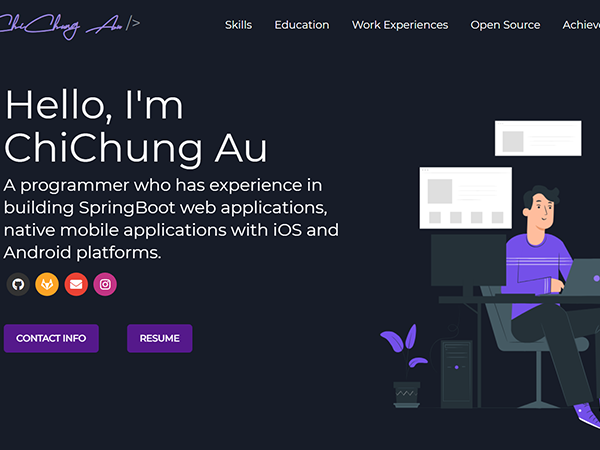 ChiChung Au />
Skills Education Work Experiences Open Source Achieve
Hello, I'm
ChiChung Au
A programmer who has experience in
building SpringBoot web applications,
native mobile applications with iOS and
Android platforms.
CONTACT INFO RESUME